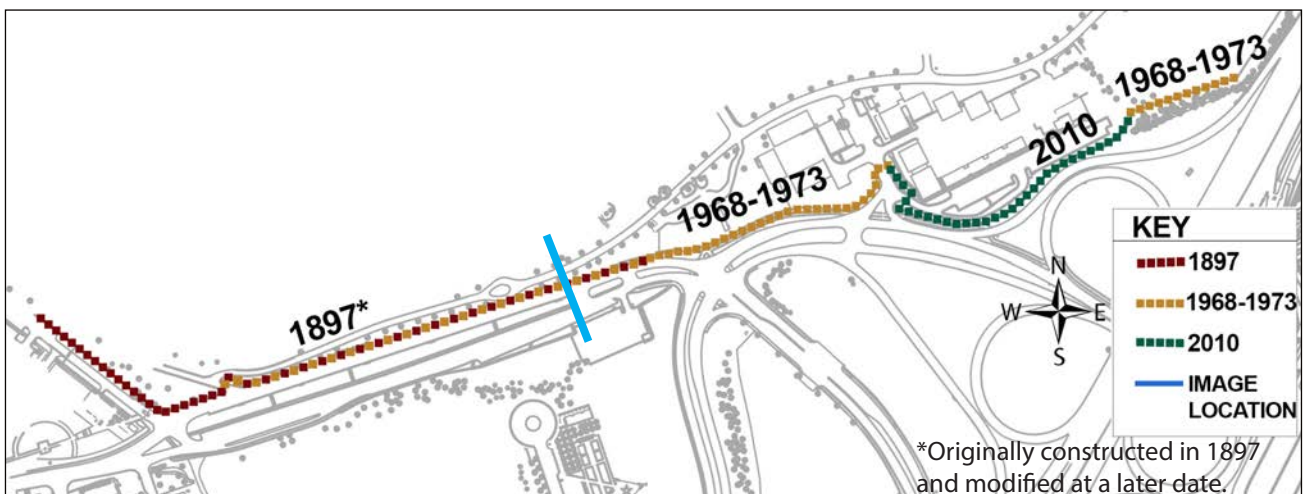 1968-1973
2010
1968-1973
1897*
KEY
1897
1968-1973
2010
IMAGE
LOCATION
N
W
E
S
*Originally constructed in 1897
and modified at a later date.